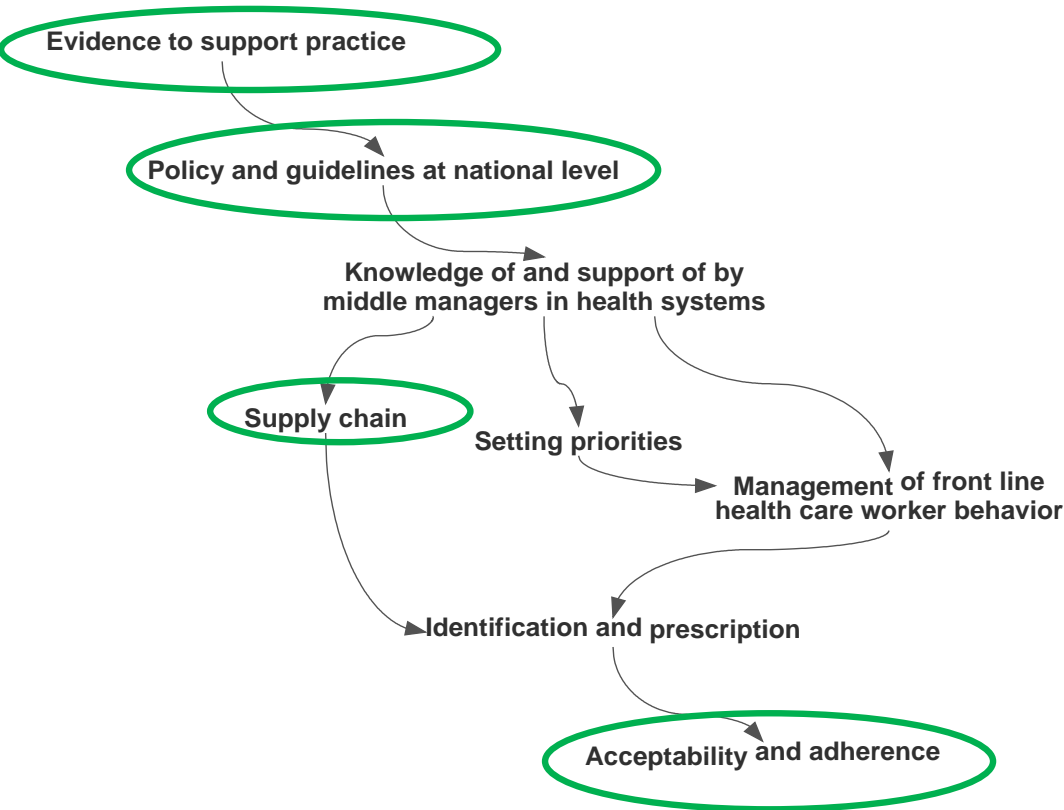 Evidence to support practice
Policy and guidelines at national level
Knowledge of and support of by
middle managers in health systems
Supply chain
Setting priorities
Management of front line
health care worker behavior
Identification and prescription
Acceptability and adherence